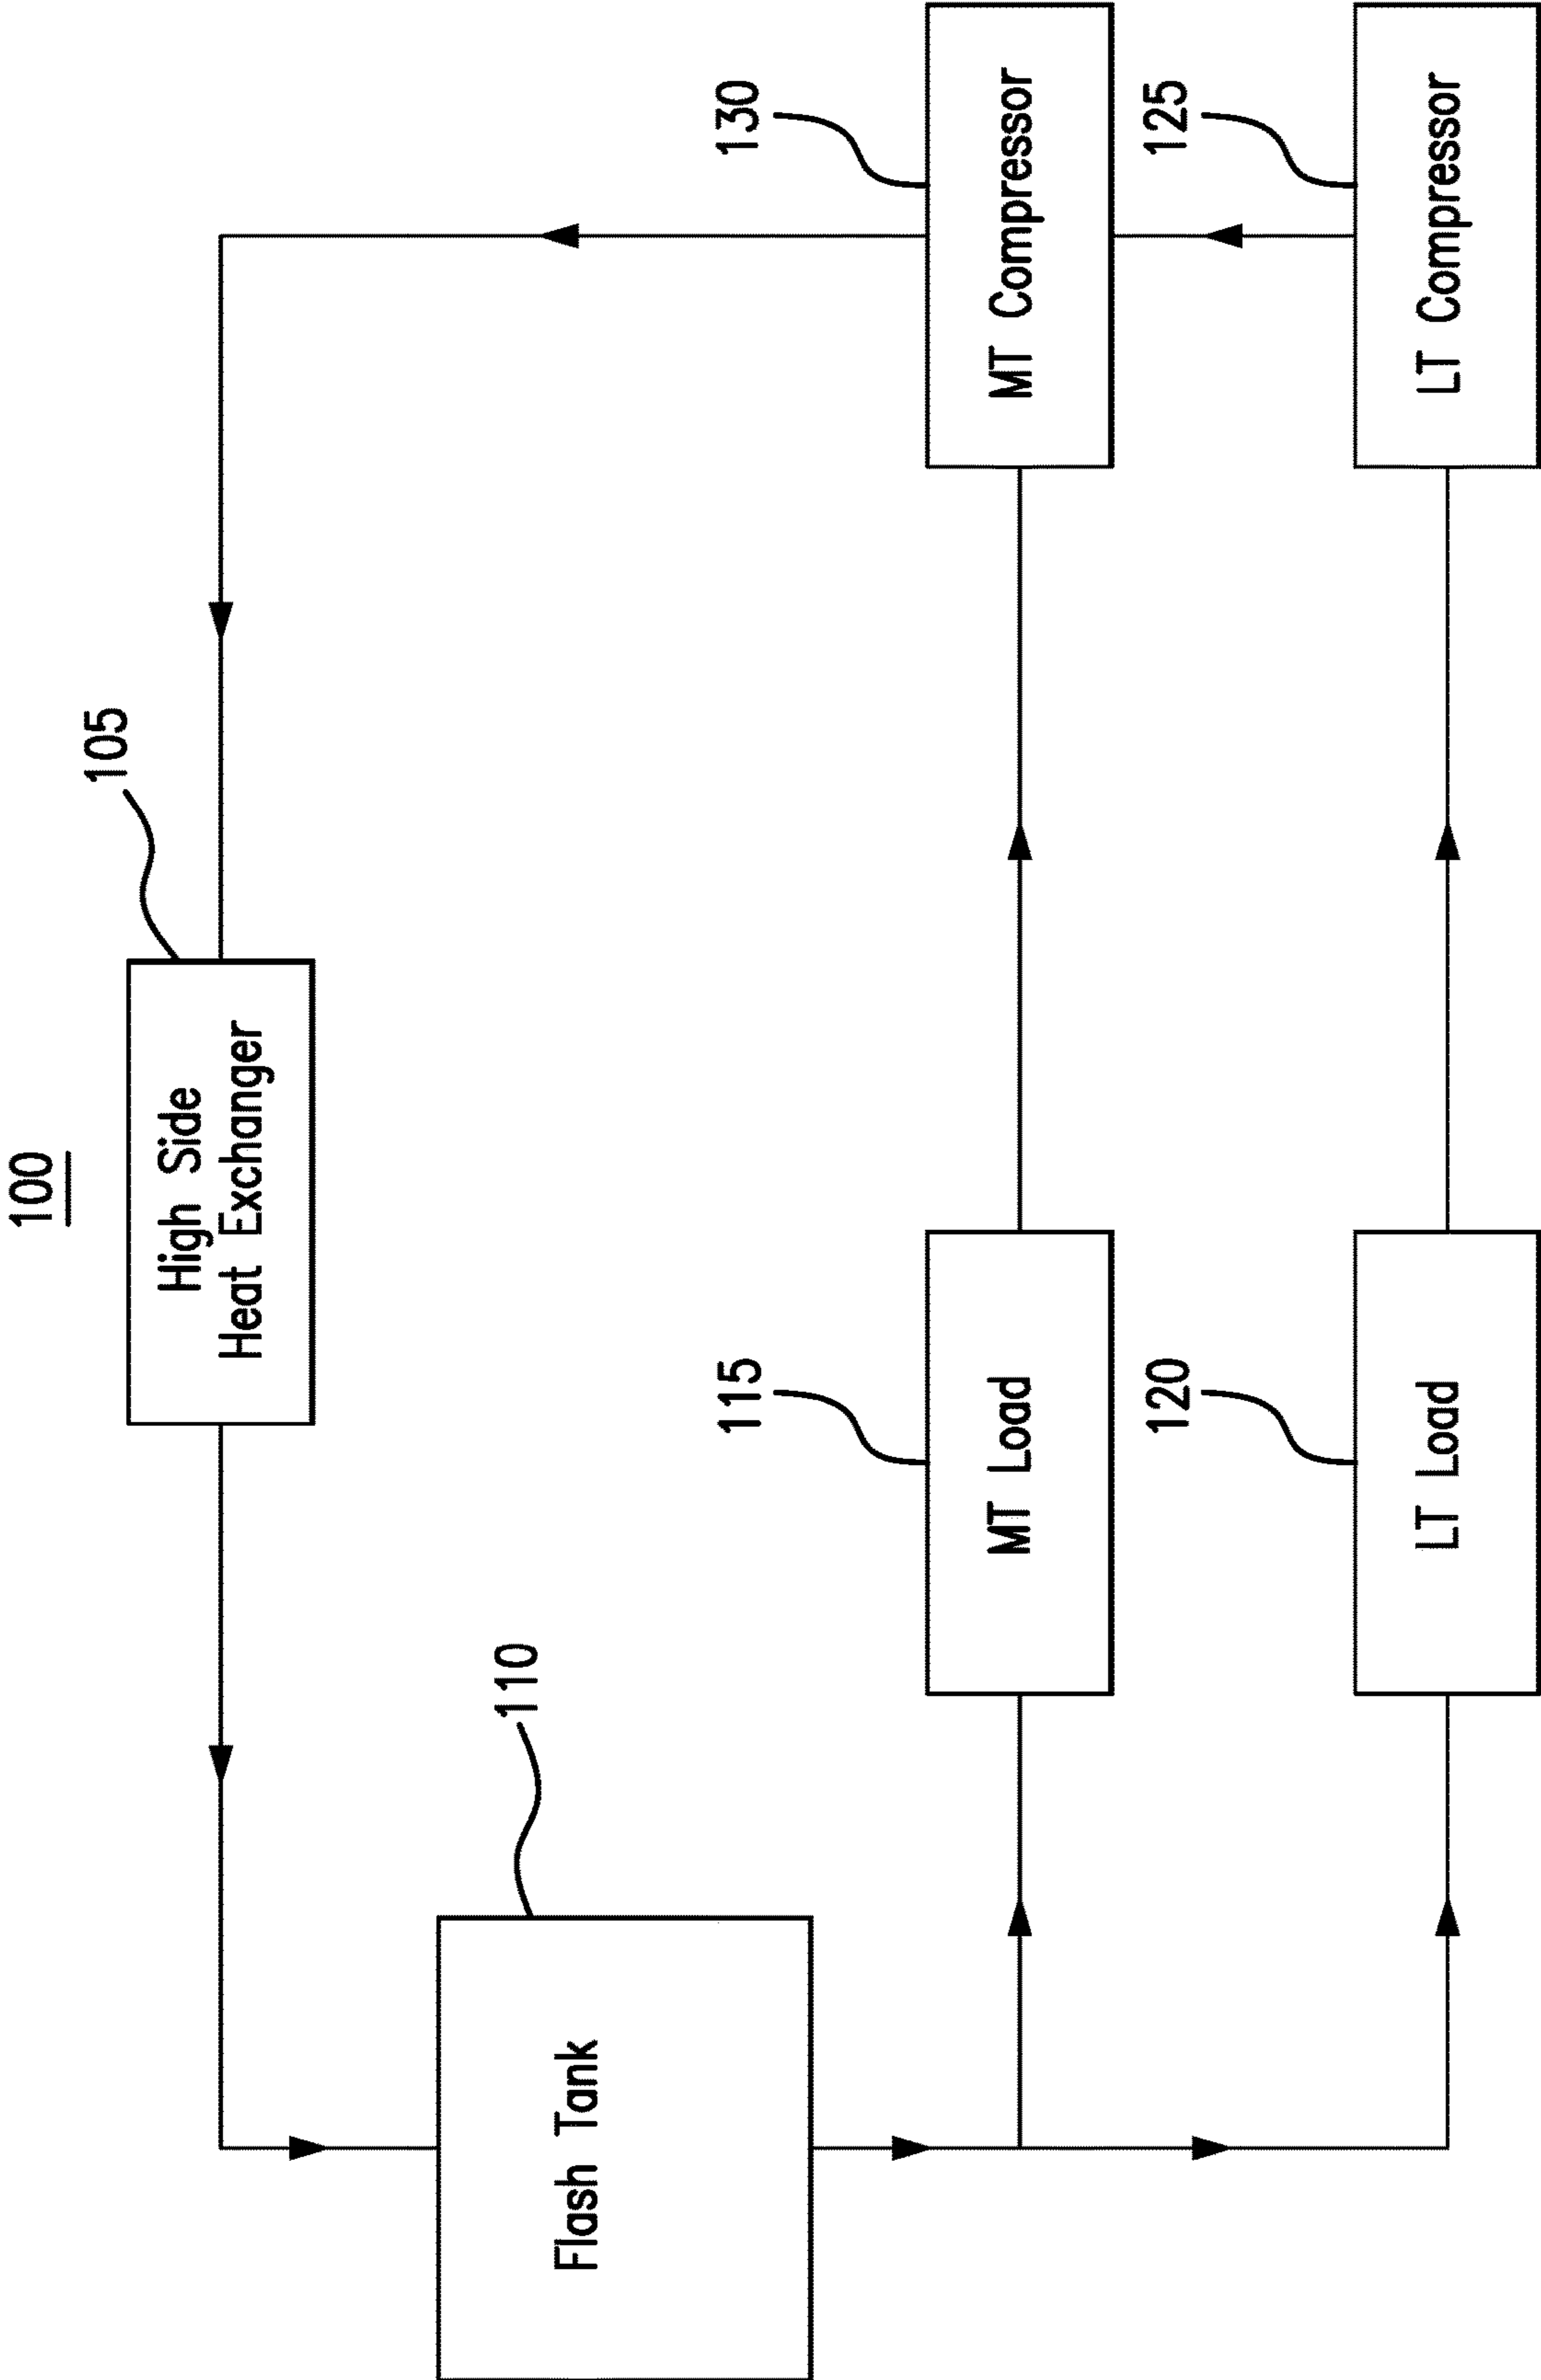 100
105
High Side
Heat Exchanger
110
Flash Tank
115
MT Load
130
MT Compressor
120
LT Load
125
LT Compressor